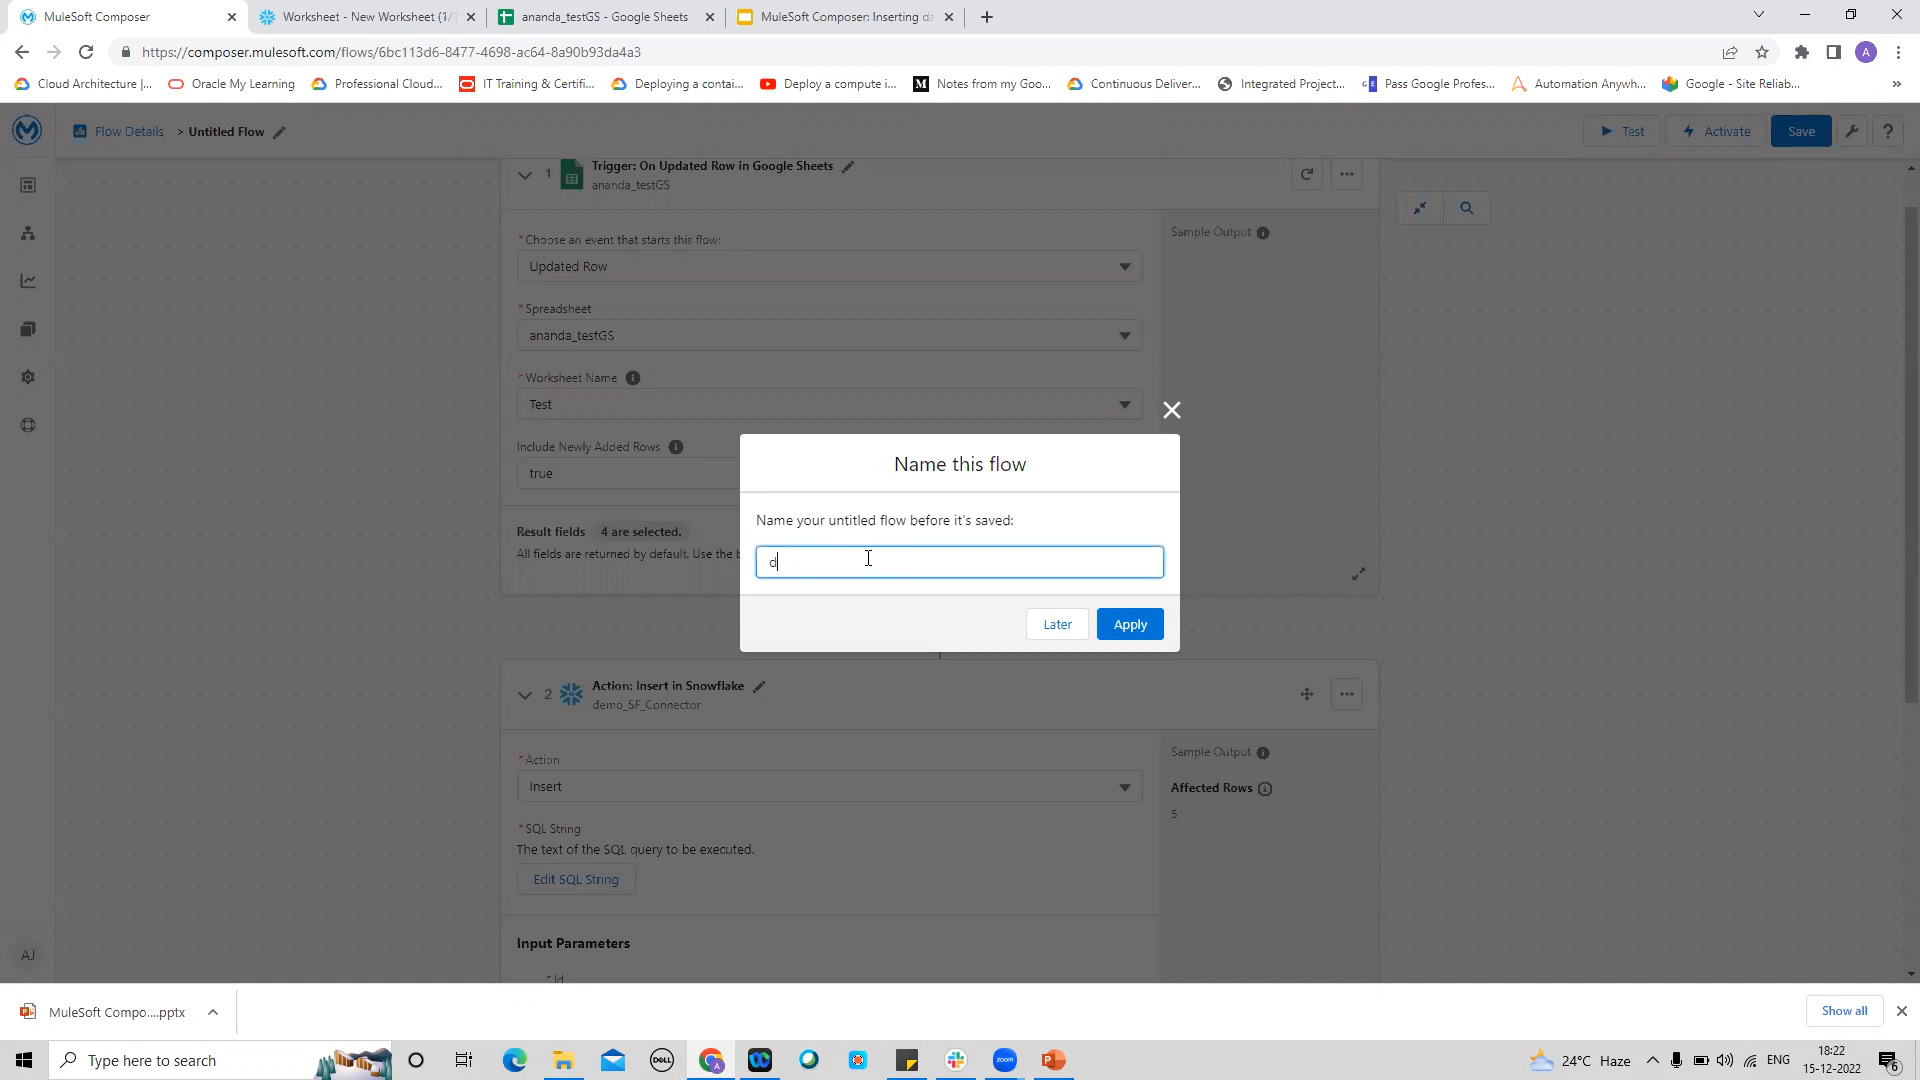 MuleSoft Composer
Worksheet - New Worksheet (1/
ananda_testGS - Google Sheets
MuleSoft Composer: Inserting da
https://composer.mulesoft.com/flows/6bc113d6-8477-4698-ac64-8a90b93da4a3
A
Cloud Architecture |...
Oracle My Learning
Professional Cloud...
IT Training & Certifi...
Deploying a contai...
Deploy a compute i...
Notes from my Goo...
Continuous Deliver...
Integrated Project...
Pass Google Profes...
Automation Anywh...
Google - Site Reliab...
»
Flow Details > Untitled Flow
Test
Activate
Save
?
1 Trigger: On Updated Row in Google Sheets
ananda_testGS
*Choose an event that starts this flow:
Updated Row
Sample Output
*Spreadsheet
ananda_testGS
*Worksheet Name
Test
Include Newly Added Rows
true
Result fields 4 are selected.
All fields are returned by default. Use the b
Name this flow
Name your untitled flow before it's saved:
d
Later
Apply
2 Action: Insert in Snowflake
demo_SF_Connector
*Action
Insert
Sample Output
Affected Rows
5
*SQL String
The text of the SQL query to be executed.
Edit SQL String
Input Parameters
*Id
AJ
MuleSoft Compo....pptx
Show all
Type here to search
DELL
zoom
24°C Haze
ENG
18:22
15-12-2022
6